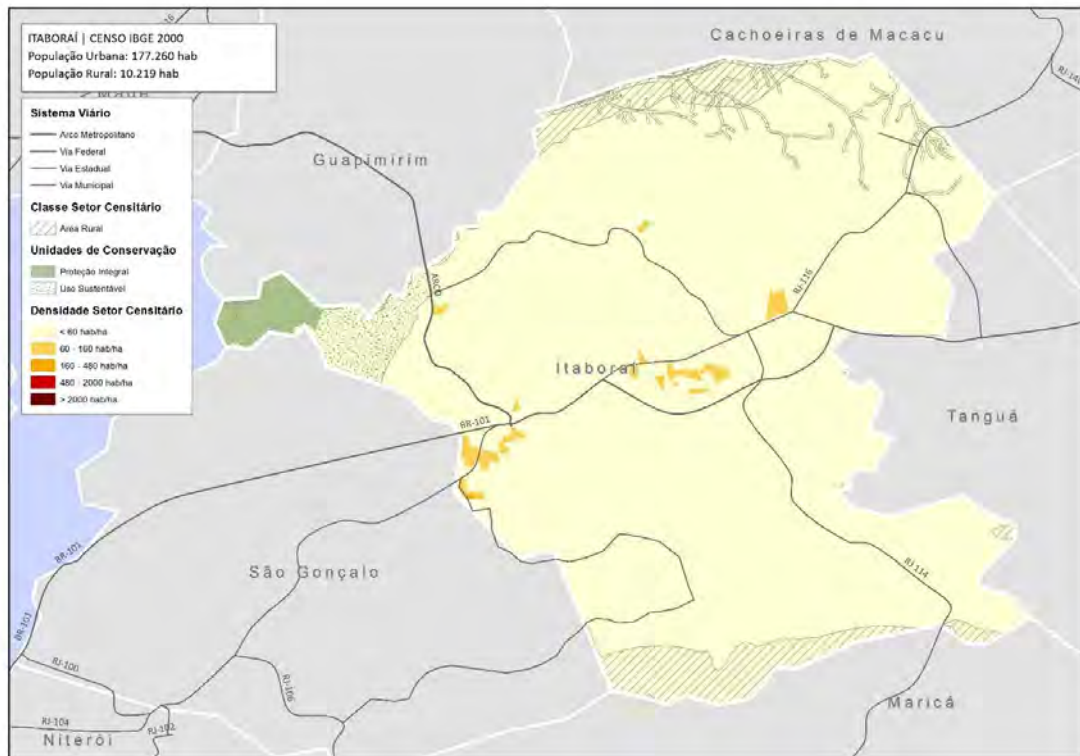 ITABORAÍ | CENSO IBGE 2000
População Urbana: 177.260 hab
População Rural: 10.219 hab
Sistema Viário
Arco Metropolitano
Via Federal
Via Estadual
Via Municipal
Classe Setor Censitário
Área Rural
Unidades de Conservação
Proteção Integral
Uso Sustentável
Densidade Setor Censitário
< 60 hab/ha
60 - 160 hab/ha
160 - 480 hab/ha
480 - 2000 hab/ha
> 2000 hab/ha
Cachoeiras de Macacu
Guapimirim
ARCO
RJ-116
Itaboraí
Tanguá
BR-101
BR-101
São Gonçalo
RJ-114
BR-101
RJ-100
RJ-106
Maricá
RJ-104
RJ-102
Niterói